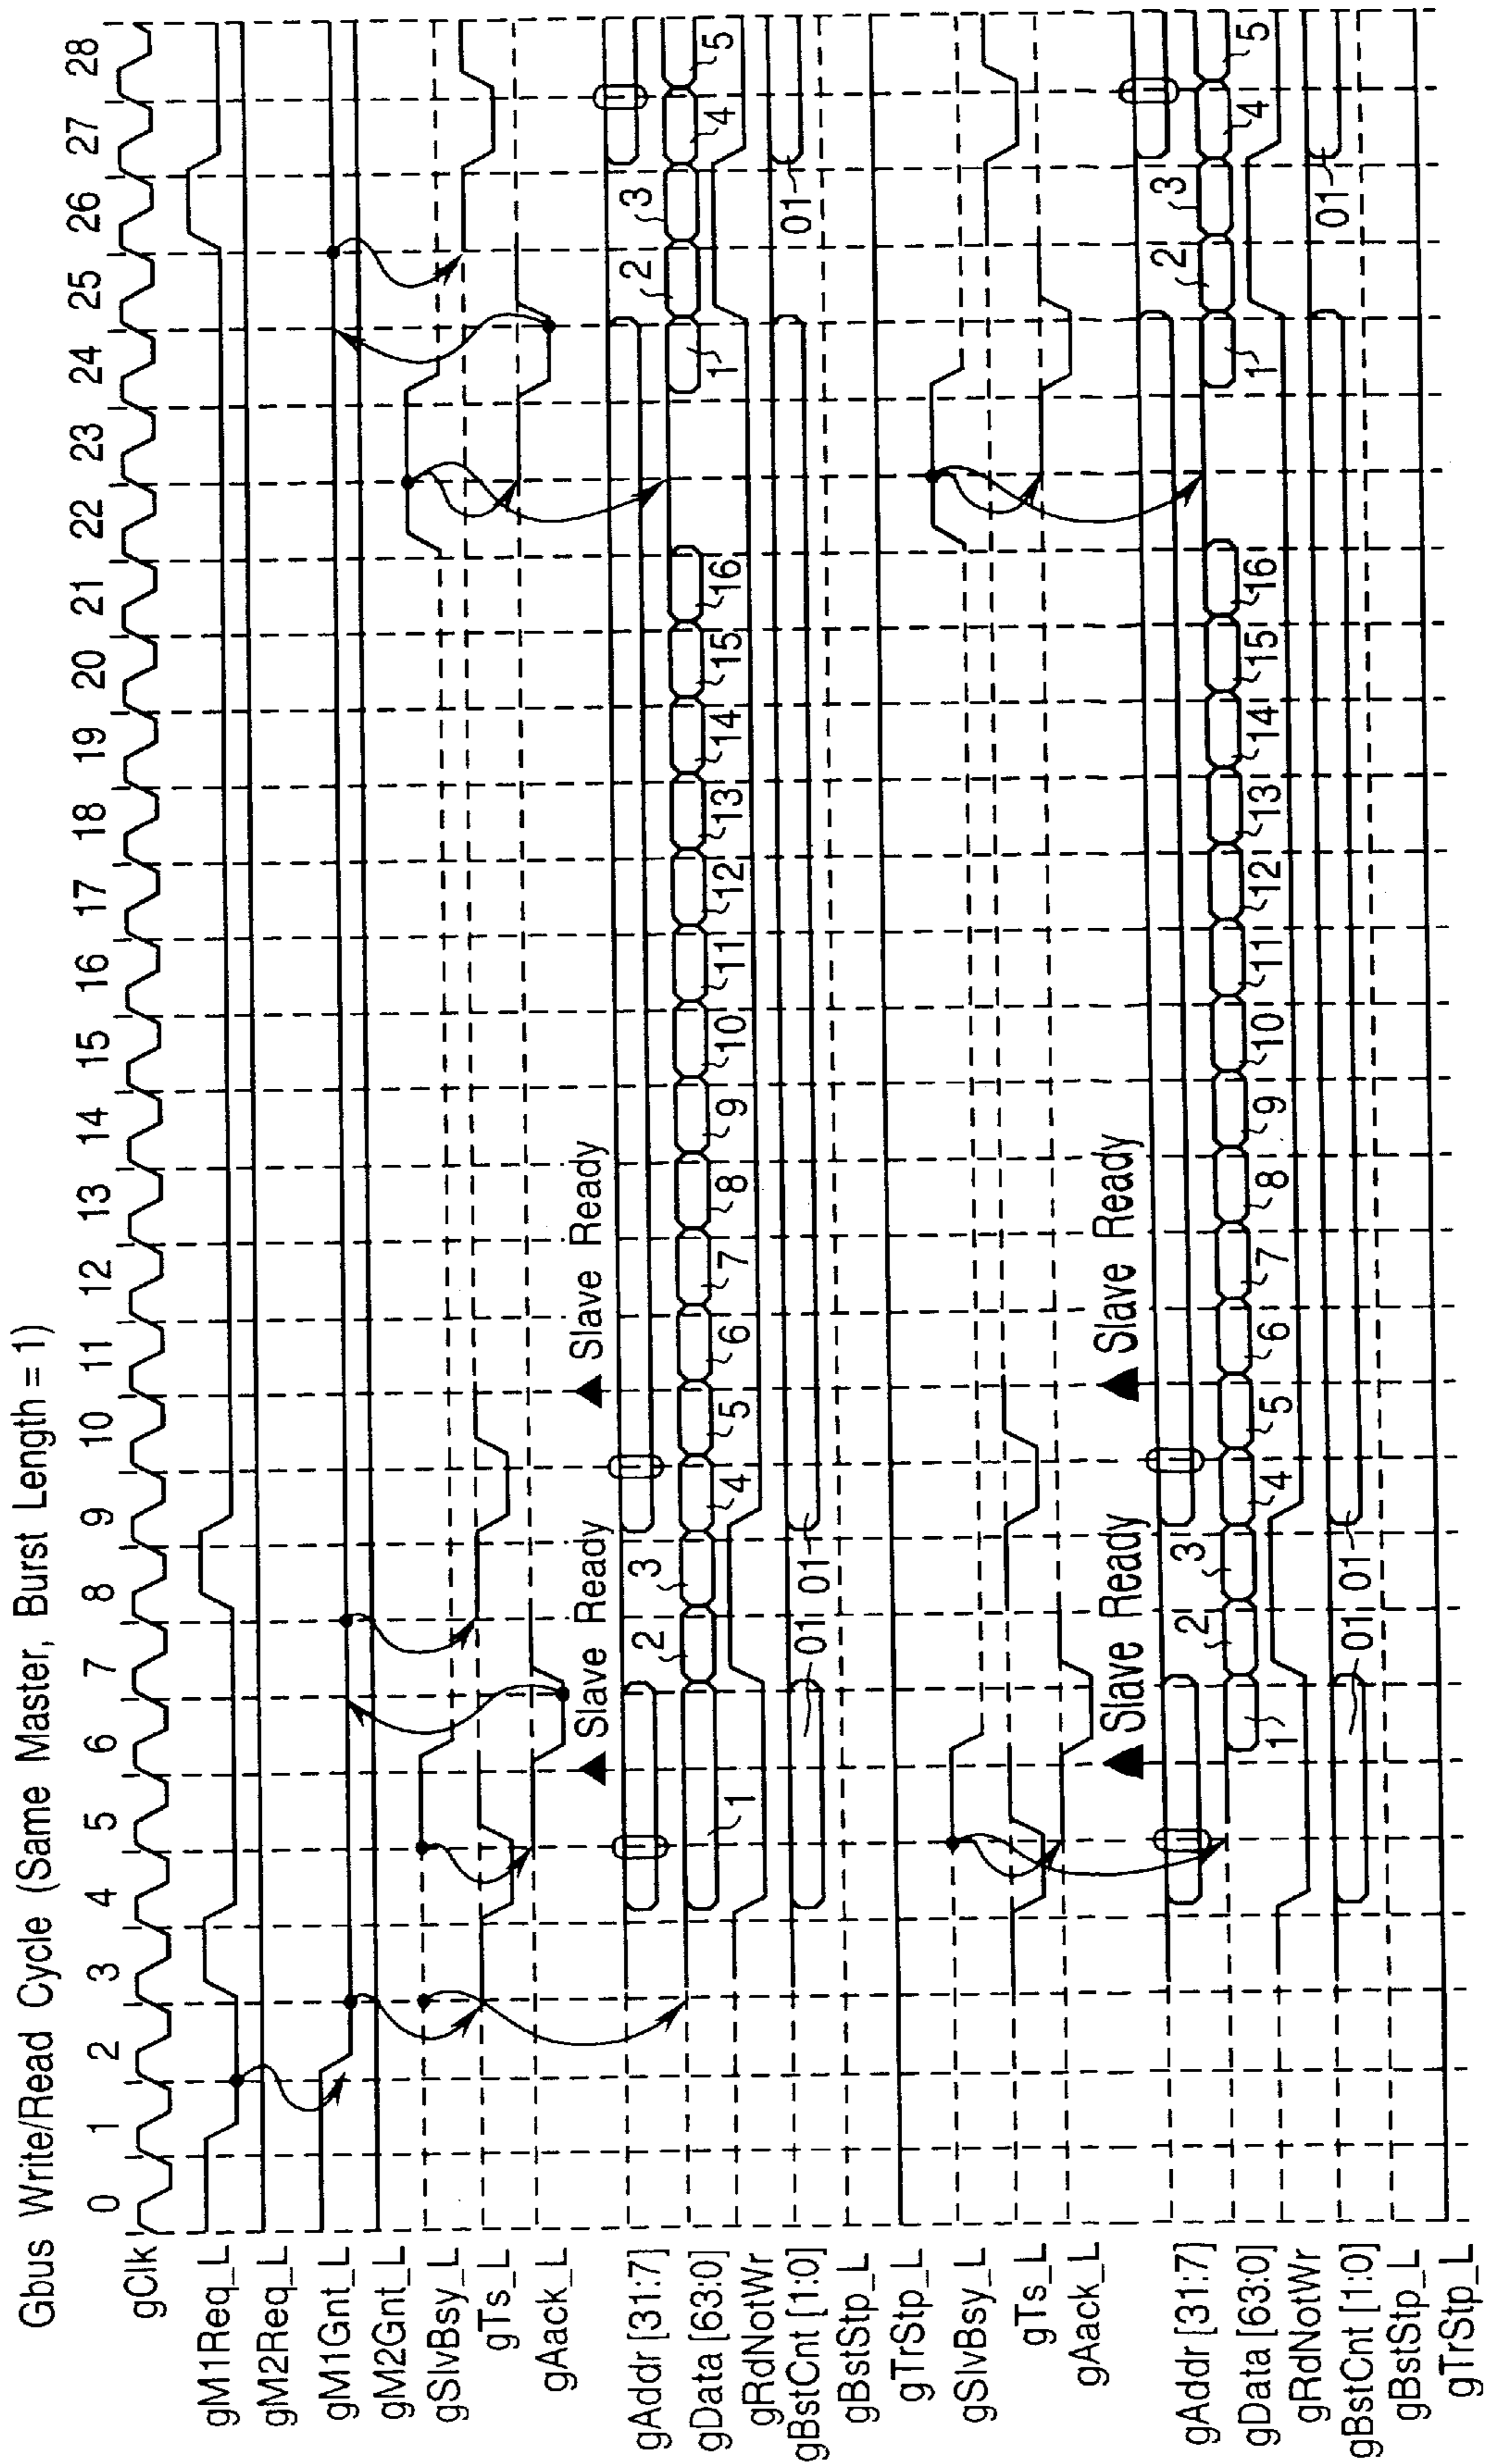 Gbus Write/Read Cycle (Same Master, Burst Length = 1)
0 1 2 3 4 5 6 7 8 9 10 11 12 13 14 15 16 17 18 19 20 21 22 23 24 25 26 27 28
gClk
gM1Req_L
gM2Req_L
gM1Gnt_L
gM2Gnt_L
gSlvBsy_L
gTs_L
gAack_L
Slave Ready Slave Ready
gAddr [31:7]
2 3 2 3
gData [63:0]
1 4 5 6 7 8 9 10 11 12 13 14 15 16 1 4 5
gRdNotWr
gBstCnt [1:0]
01 01 01
gBstStp_L
gTrStp_L
gSlvBsy_L
gTs_L
gAack_L
Slave Ready Slave Ready
gAddr [31:7]
2 3 2 3
gData [63:0]
1 4 5 6 7 8 9 10 11 12 13 14 15 16 1 4 5
gRdNotWr
gBstCnt [1:0]
01 01 01
gBstStp_L
gTrStp_L